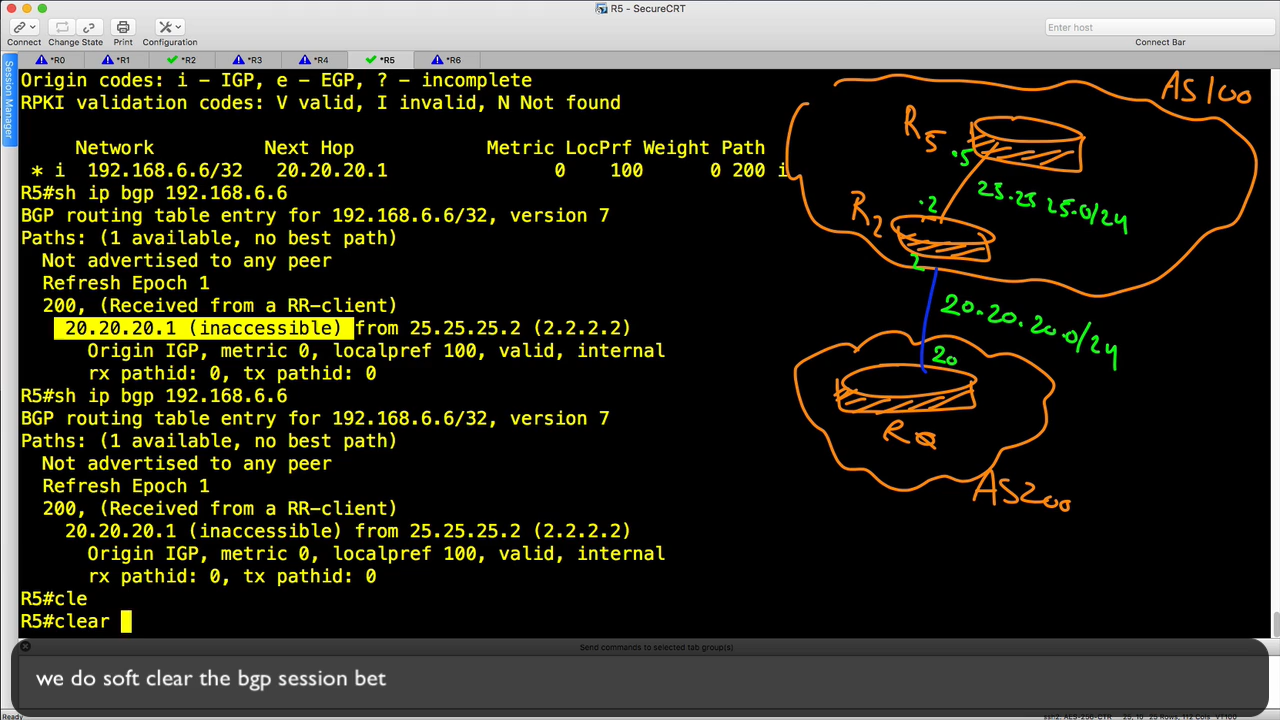 R5 - SecureCRT
Connect
Change State
Print
Configuration
Enter host
Connect Bar
*R0
*R1
*R2
*R3
*R4
*R5
*R6
Session Manager
Origin codes: i - IGP, e - EGP, ? - incomplete
RPKI validation codes: V valid, I invalid, N Not found
Network Next Hop Metric LocPrf Weight Path
* i 192.168.6.6/32 20.20.20.1 0 100 0 200 i
R5#sh ip bgp 192.168.6.6
BGP routing table entry for 192.168.6.6/32, version 7
Paths: (1 available, no best path)
Not advertised to any peer
Refresh Epoch 1
200, (Received from a RR-client)
20.20.20.1 (inaccessible) from 25.25.25.2 (2.2.2.2)
Origin IGP, metric 0, localpref 100, valid, internal
rx pathid: 0, tx pathid: 0
R5#sh ip bgp 192.168.6.6
BGP routing table entry for 192.168.6.6/32, version 7
Paths: (1 available, no best path)
Not advertised to any peer
Refresh Epoch 1
200, (Received from a RR-client)
20.20.20.1 (inaccessible) from 25.25.25.2 (2.2.2.2)
Origin IGP, metric 0, localpref 100, valid, internal
rx pathid: 0, tx pathid: 0
R5#cle
R5#clear
AS100
R5
.5
25.25 25.0/24
.2
R2
2
20.20.20.0/24
20
R0
AS200
Send commands to selected tab group(s)
we do soft clear the bgp session bet
Ready